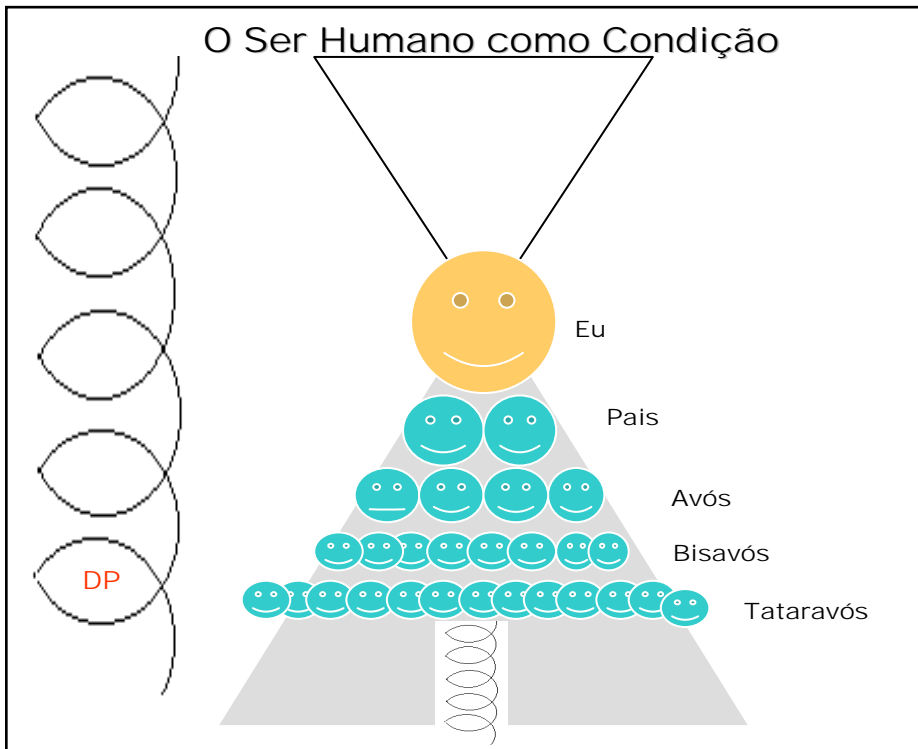 O Ser Humano como Condição
Eu
Pais
Avós
Bisavós
DP
Tataravós